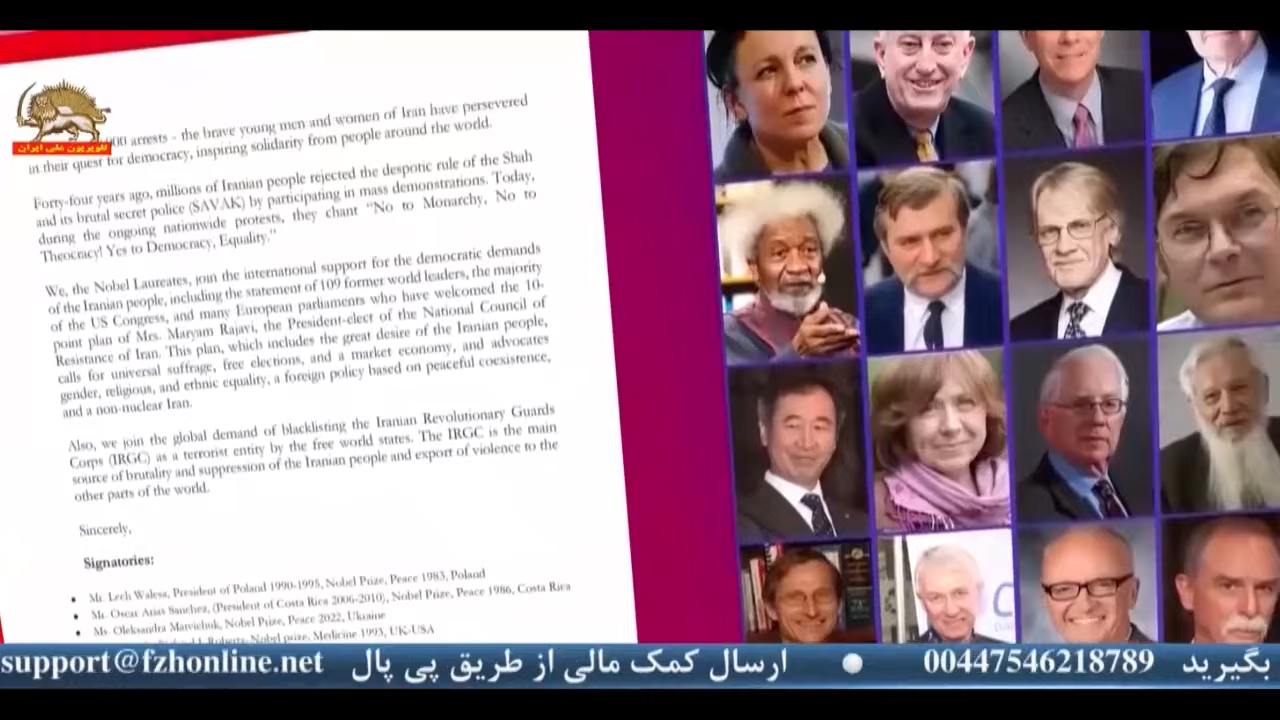 000 arrests - the brave young men and women of Iran have persevered
in their quest for democracy, inspiring solidarity from people around the world.
Forty-four years ago, millions of Iranian people rejected the despotic rule of the Shah
and its brutal secret police (SAVAK) by participating in mass demonstrations. Today,
during the ongoing nationwide protests, they chant “No to Monarchy, No to
Theocracy! Yes to Democracy, Equality.”
We, the Nobel Laureates, join the international support for the democratic demands
of the Iranian people, including the statement of 109 former world leaders, the majority
of the US Congress, and many European parliaments who have welcomed the 10-
point plan of Mrs. Maryam Rajavi, the President-elect of the National Council of
Resistance of Iran. This plan, which includes the great desire of the Iranian people,
calls for universal suffrage, free elections, and a market economy, and advocates
gender, religious, and ethnic equality, a foreign policy based on peaceful coexistence,
and a non-nuclear Iran.
Also, we join the global demand of blacklisting the Iranian Revolutionary Guards
Corps (IRGC) as a terrorist entity by the free world states. The IRGC is the main
source of brutality and suppression of the Iranian people and export of violence to the
other parts of the world.
Sincerely,
Signatories:
• Mr. Lech Walesa, President of Poland 1990-1995, Nobel Prize, Peace 1983, Poland
• Mr. Oscar Arias Sanchez, (President of Costa Rica 2006-2010), Nobel Prize, Peace 1986, Costa Rica
• Ms. Oleksandra Matviichuk, Nobel Prize, Peace 2022, Ukraine
J. Roberts, Nobel prize, Medicine 1993, UK-USA
تلویزیون ملی ایران
بگیرید 00447546218789 ● ارسال کمک مالی از طریق پی پال support@fzhonline.net